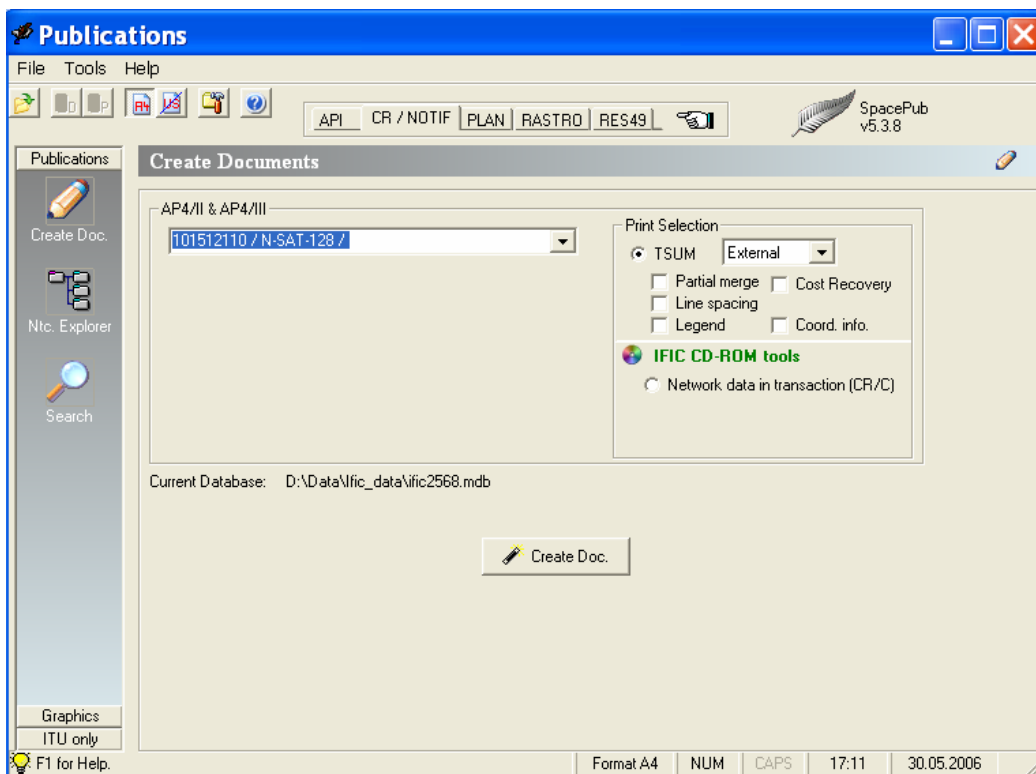 Publications
File Tools Help
API CR / NOTIF PLAN RASTRO RES49
SpacePub
v5.3.8
Publications
Create Documents
Create Doc.
Ntc. Explorer
Search
AP4/II & AP4/III
101512110 / N-SAT-128 /
Print Selection
TSUM External
Partial merge Cost Recovery
Line spacing
Legend Coord. info.
IFIC CD-ROM tools
Network data in transaction (CR/C)
Current Database: D:\Data\Ific_data\ific2568.mdb
Create Doc.
Graphics
ITU only
F1 for Help. Format A4 NUM CAPS 17:11 30.05.2006